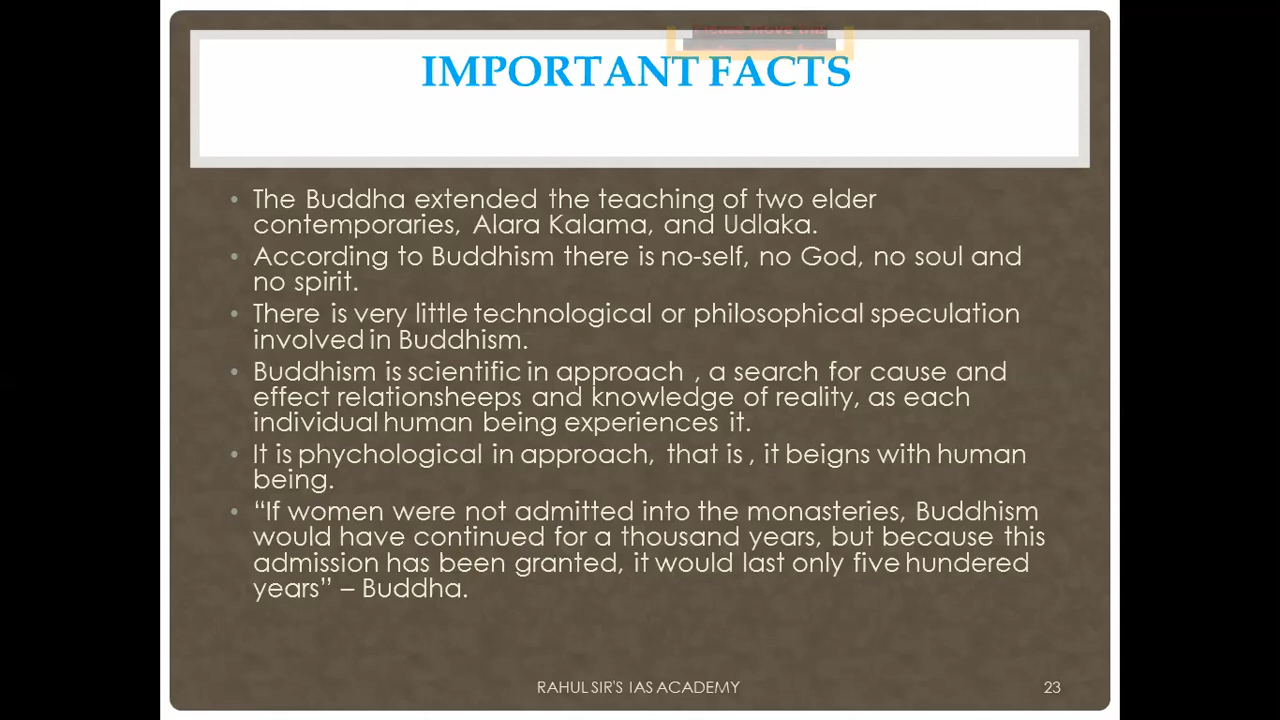 IMPORTANT FACTS
• The Buddha extended the teaching of two elder
contemporaries, Alara Kalama, and Udlaka.
• According to Buddhism there is no-self, no God, no soul and
no spirit.
• There is very little technological or philosophical speculation
involved in Buddhism.
• Buddhism is scientific in approach , a search for cause and
effect relationsheeps and knowledge of reality, as each
individual human being experiences it.
• It is phychological in approach, that is , it beigns with human
being.
• “If women were not admitted into the monasteries, Buddhism
would have continued for a thousand years, but because this
admission has been granted, it would last only five hundred
years” – Buddha.
RAHUL SIR'S IAS ACADEMY
23